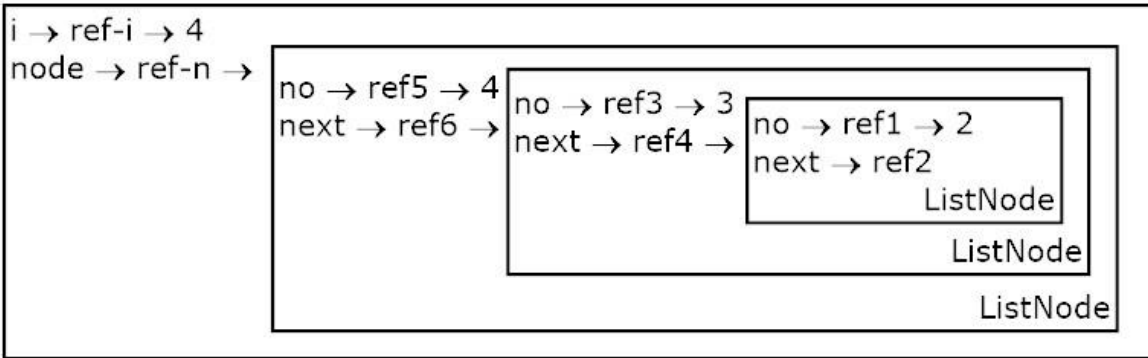 i → ref-i → 4
node → ref-n →
no → ref5 → 4
next → ref6 →
no → ref3 → 3
next → ref4 →
no → ref1 → 2
next → ref2
ListNode
ListNode
ListNode